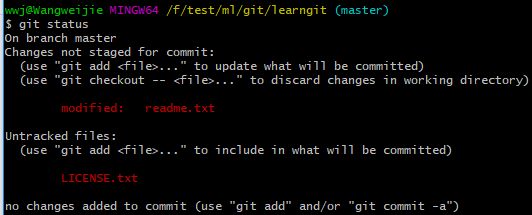 wwj@Wangweijie MINGW64 /f/test/ml/git/learngit (master)
$ git status
On branch master
Changes not staged for commit:
  (use "git add <file>..." to update what will be committed)
  (use "git checkout -- <file>..." to discard changes in working directory)

        modified:   readme.txt

Untracked files:
  (use "git add <file>..." to include in what will be committed)

        LICENSE.txt

no changes added to commit (use "git add" and/or "git commit -a")